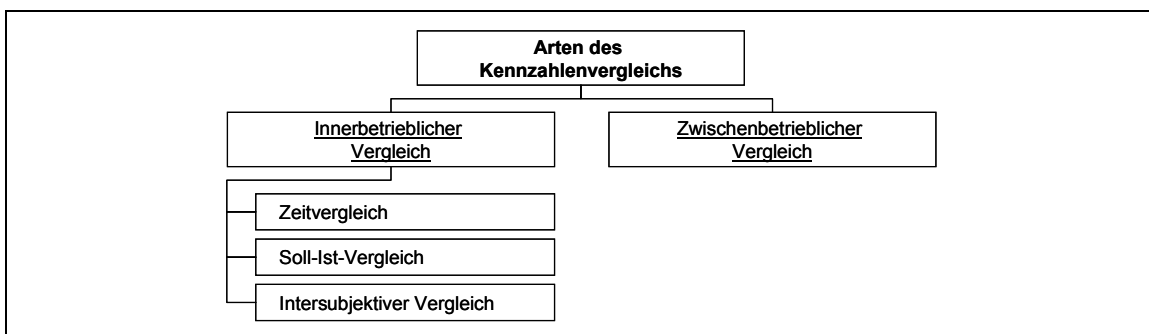 Arten des
Kennzahlenvergleichs
Innerbetrieblicher
Vergleich
Zwischenbetrieblicher
Vergleich
Zeitvergleich
Soll-Ist-Vergleich
Intersubjektiver Vergleich